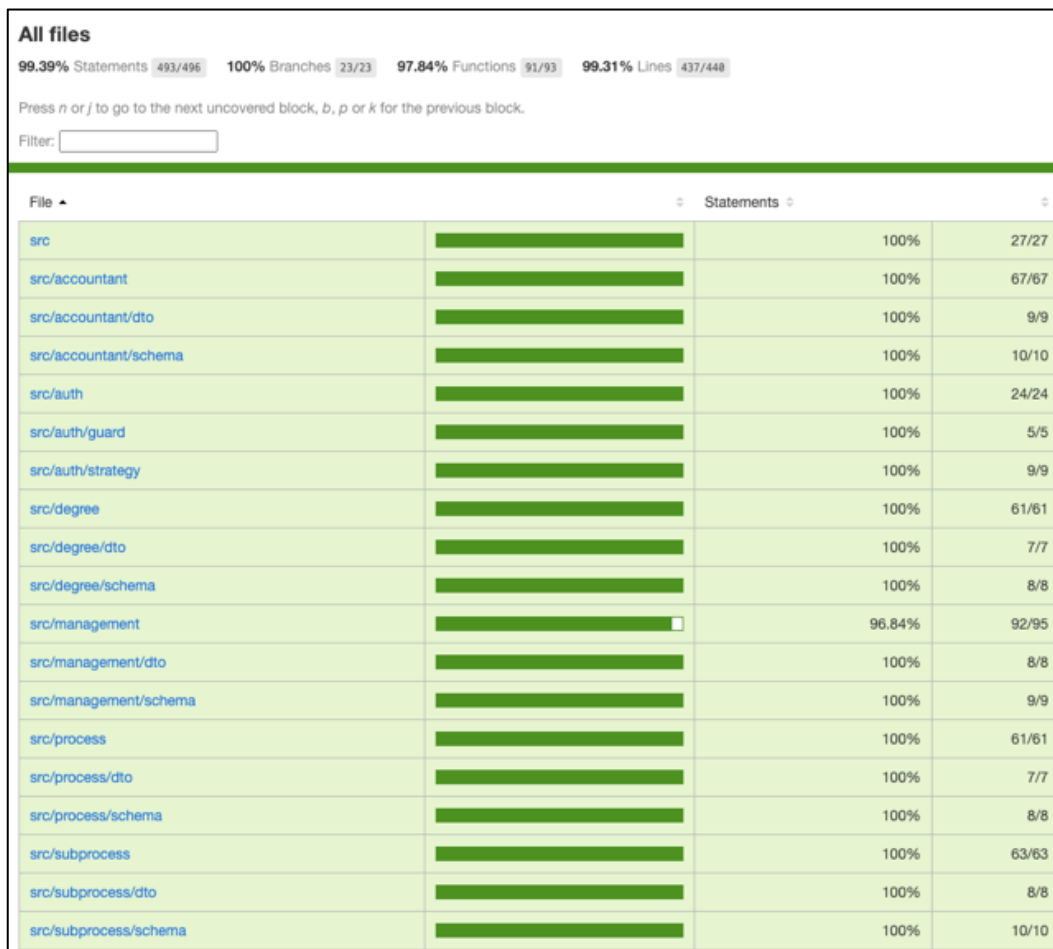 All files
99.39% Statements 493/496 100% Branches 23/23 97.84% Functions 91/93 99.31% Lines 437/440
Press n or j to go to the next uncovered block, b, p or k for the previous block.
Filter:
File Statements
src 100% 27/27
src/accountant 100% 67/67
src/accountant/dto 100% 9/9
src/accountant/schema 100% 10/10
src/auth 100% 24/24
src/auth/guard 100% 5/5
src/auth/strategy 100% 9/9
src/degree 100% 61/61
src/degree/dto 100% 7/7
src/degree/schema 100% 8/8
src/management 96.84% 92/95
src/management/dto 100% 8/8
src/management/schema 100% 9/9
src/process 100% 61/61
src/process/dto 100% 7/7
src/process/schema 100% 8/8
src/subprocess 100% 63/63
src/subprocess/dto 100% 8/8
src/subprocess/schema 100% 10/10